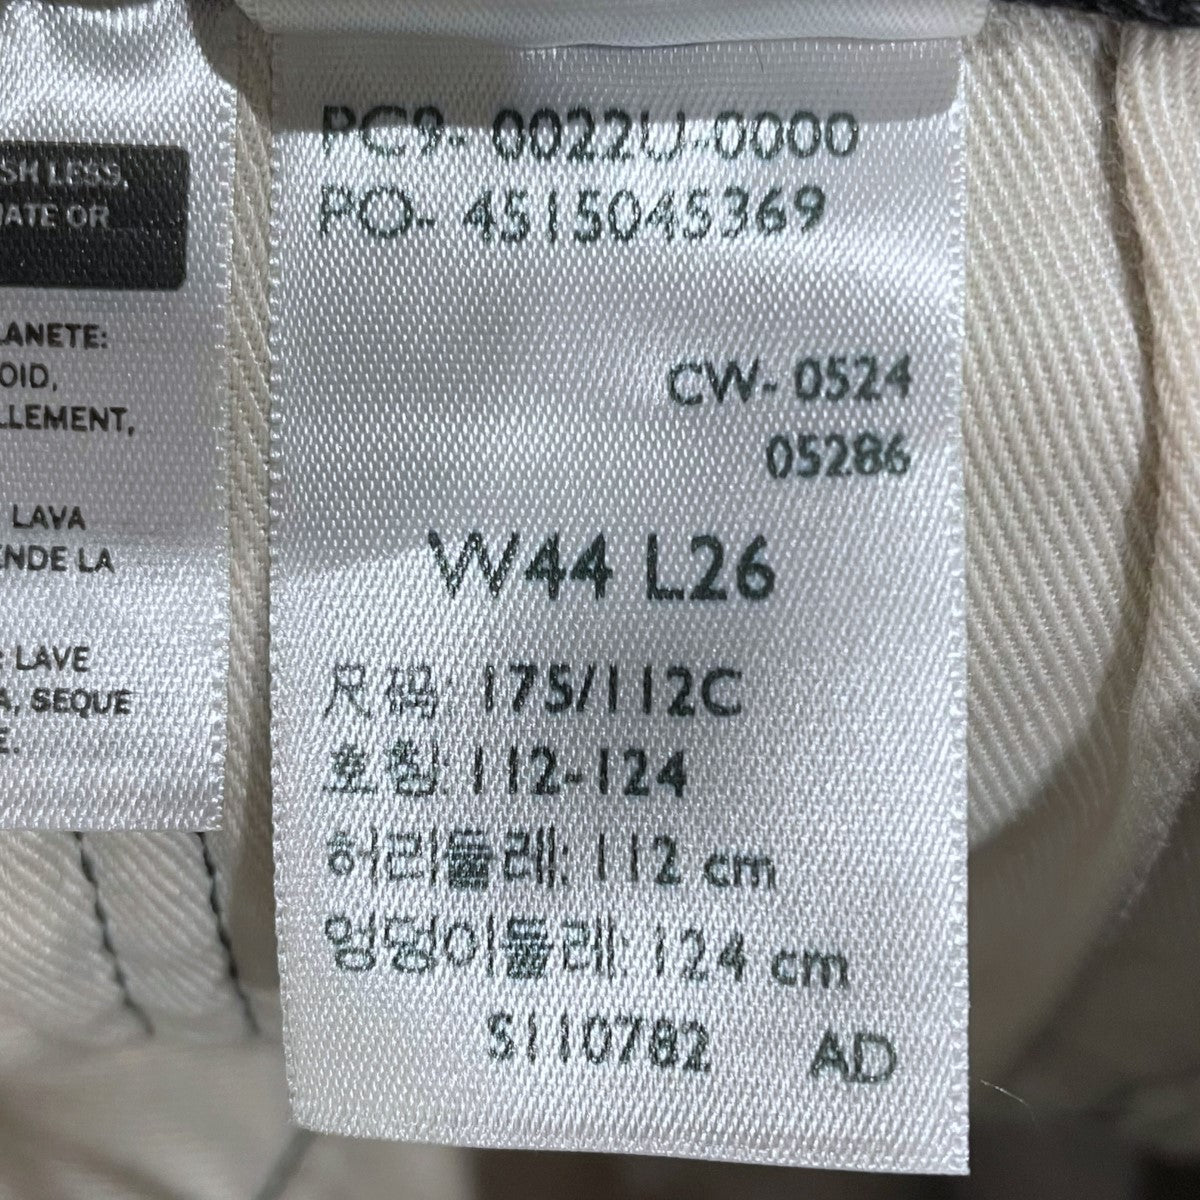 SH LESS,
NATE OR
LANETE:
OID,
LLEMENT,
LAVA
ENDE LA
: LAVE
A, SEQUE
E.
PC9- 0022U-0000
PO- 4515045369
CW- 0524
05286
W44 L26
尺码: 175/112C
호칭: 112-124
허리둘레: 112 cm
엉덩이둘레: 124 cm
S110782 AD